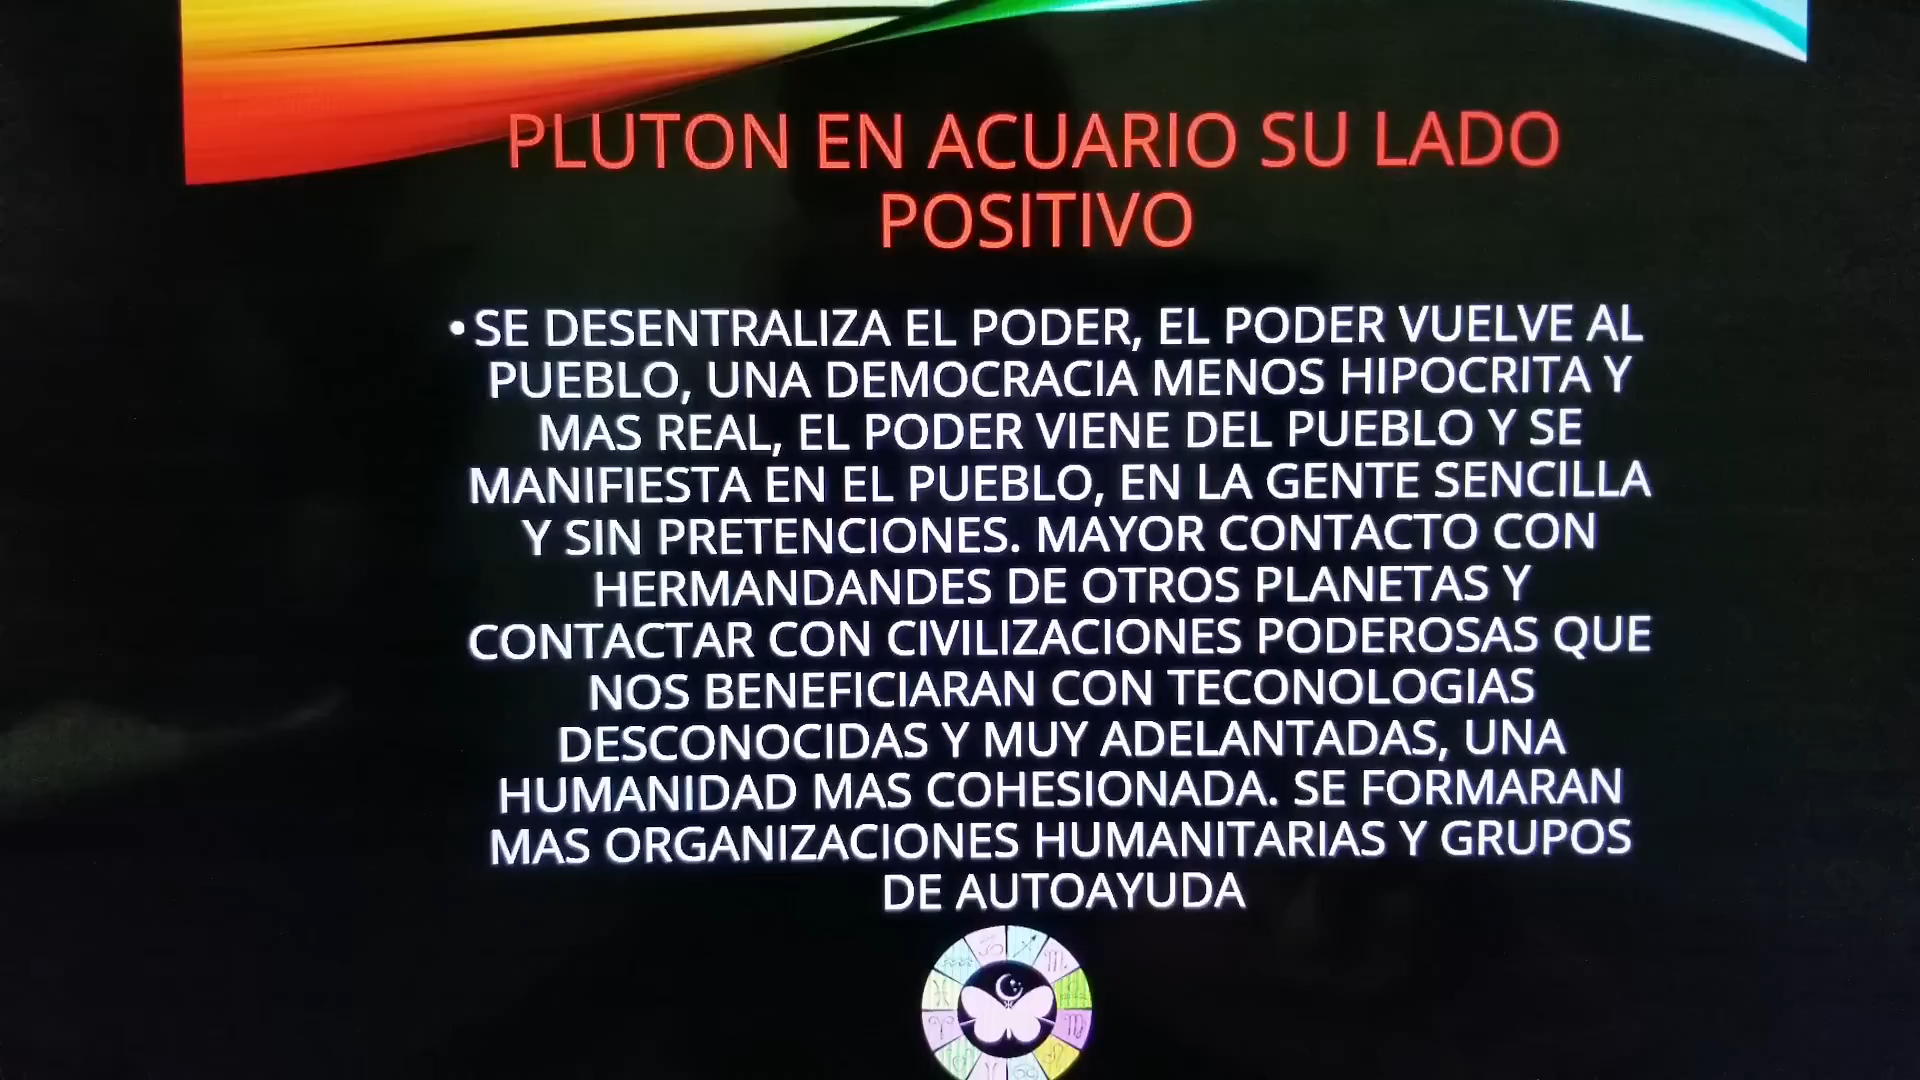 PLUTON EN ACUARIO SU LADO
POSITIVO
• SE DESENTRALIZA EL PODER, EL PODER VUELVE AL
PUEBLO, UNA DEMOCRACIA MENOS HIPOCRITA Y
MAS REAL, EL PODER VIENE DEL PUEBLO Y SE
MANIFIESTA EN EL PUEBLO, EN LA GENTE SENCILLA
Y SIN PRETENCIONES. MAYOR CONTACTO CON
HERMANDANDES DE OTROS PLANETAS Y
CONTACTAR CON CIVILIZACIONES PODEROSAS QUE
NOS BENEFICIARAN CON TECONOLOGIAS
DESCONOCIDAS Y MUY ADELANTADAS, UNA
HUMANIDAD MAS COHESIONADA. SE FORMARAN
MAS ORGANIZACIONES HUMANITARIAS Y GRUPOS
DE AUTOAYUDA